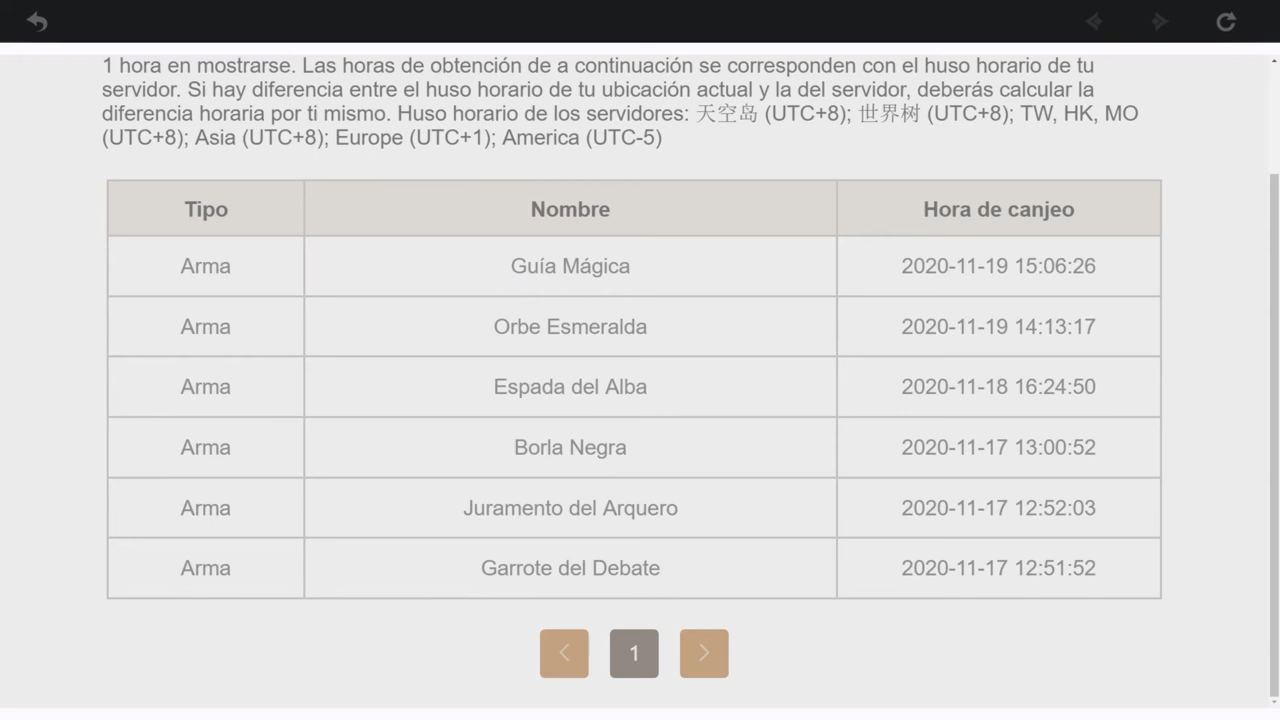 1 hora en mostrarse. Las horas de obtención de a continuación se corresponden con el huso horario de tu
servidor. Si hay diferencia entre el huso horario de tu ubicación actual y la del servidor, deberás calcular la
diferencia horaria por ti mismo. Huso horario de los servidores: 天空岛 (UTC+8); 世界树 (UTC+8); TW, HK, MO
(UTC+8); Asia (UTC+8); Europe (UTC+1); America (UTC-5)
Tipo Nombre Hora de canjeo
Arma Guía Mágica 2020-11-19 15:06:26
Arma Orbe Esmeralda 2020-11-19 14:13:17
Arma Espada del Alba 2020-11-18 16:24:50
Arma Borla Negra 2020-11-17 13:00:52
Arma Juramento del Arquero 2020-11-17 12:52:03
Arma Garrote del Debate 2020-11-17 12:51:52
1